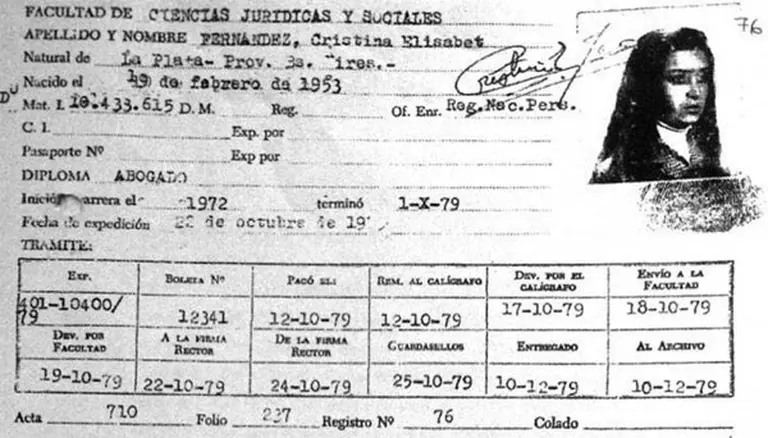 FACULTAD DE CIENCIAS JURIDICAS Y SOCIALES
76
APELLIDO Y NOMBRE FERNANDEZ, Cristina Elisabet
Natural de La Plata- Prov. Bs. Aires.-
Nacido el 19 de febrero de 1953
DU Mat. I. 10.433.615 D. M. Reg. Of. Enr. Reg.Nac.Pers.
C. I. Exp. por
Pasaporte Nº Exp por
DIPLOMA ABOGADO
Inició carrera el 1972 terminó 1-X-79
Fecha de expedición 22 de octubre de 19
TRAMITE:
Exp. Boleta Nº Pagó el: Rem. al Calígrafo Dev. por el Calígrafo Envío a la Facultad
401-10400/79 12341 12-10-79 12-10-79 17-10-79 18-10-79
Dev. por Facultad A la firma Rector De la firma Rector Guardasellos Entregado Al Archivo
19-10-79 22-10-79 24-10-79 25-10-79 10-12-79 10-12-79
Acta 710 Folio 237 Registro Nº 76 Colado